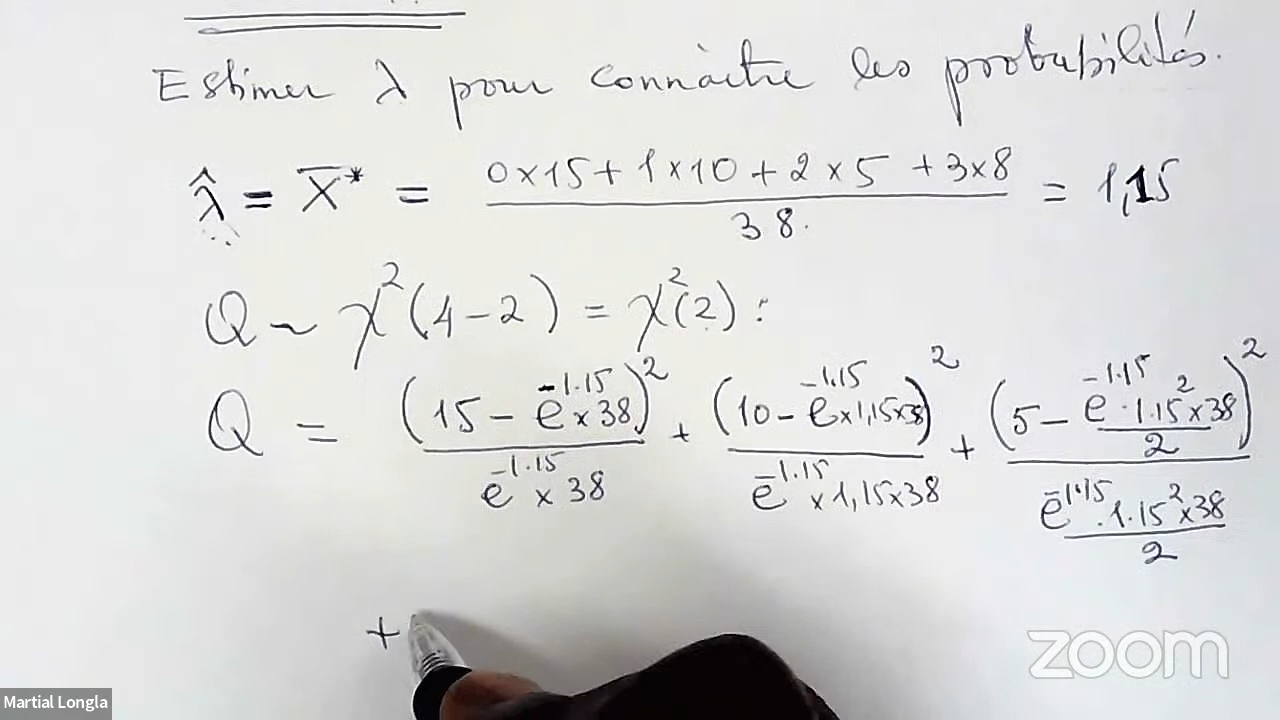 Estimer λ pour connaître les probabilités.
λ̂ = X̄* = (0×15 + 1×10 + 2×5 + 3×8) / 38. = 1,15
Q ~ χ²(4-2) = χ²(2) :
Q = (15 - e^-1.15 × 38)² / (e^-1.15 × 38) + (10 - e^-1.15 × 1,15 × 38)² / (e^-1.15 × 1,15 × 38) + (5 - (e^-1.15 · 1.15² × 38) / 2)² / ((e^-1.15 · 1.15² × 38) / 2)
+
zoom
Martial Longla